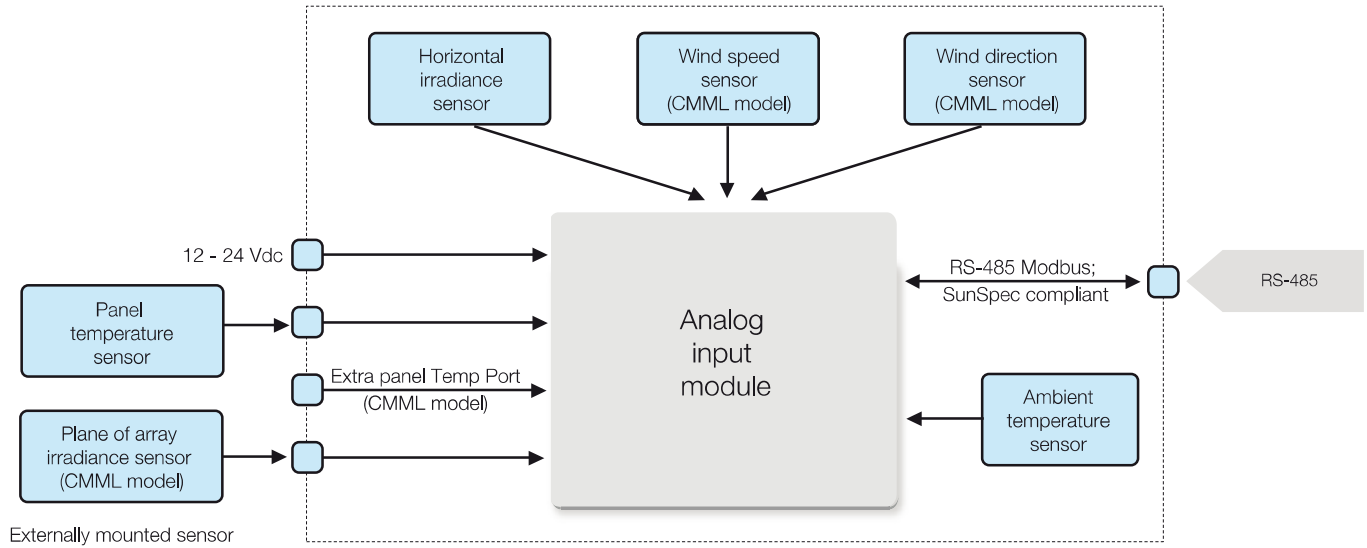 Horizontal
irradiance
sensor
Wind speed
sensor
(CMML model)
Wind direction
sensor
(CMML model)
12 - 24 Vdc
Panel
temperature
sensor
Extra panel Temp Port
(CMML model)
Plane of array
irradiance sensor
(CMML model)
Externally mounted sensor
Analog
input
module
RS-485 Modbus;
SunSpec compliant
RS-485
Ambient
temperature
sensor